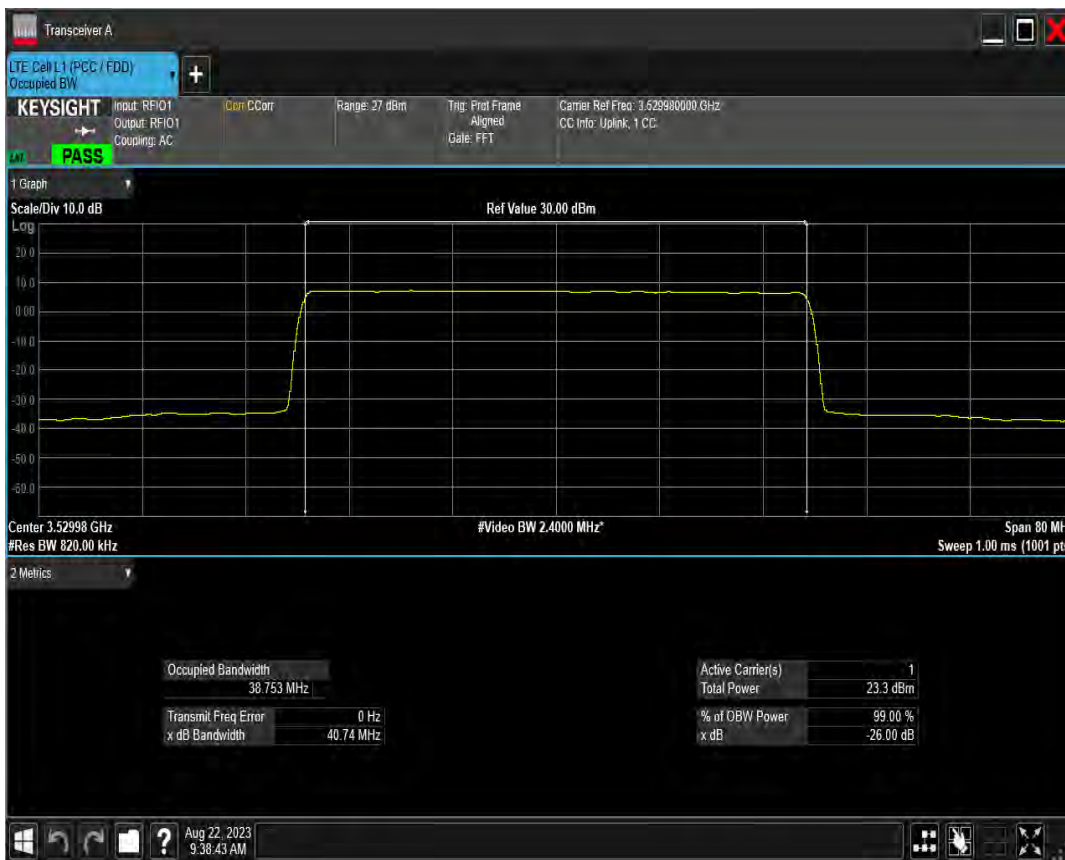 Transceiver A
LTE Cell L1 (PCC / FDD)
Occupied BW
+
KEYSIGHT
PASS
Input: RFIO1
Output: RFIO1
Coupling: AC
Corr CCorr
Range: 27 dBm
Trig: Prot Frame
Aligned
Gate: FFT
Carrier Ref Freq: 3.529980000 GHz
CC Info: Uplink, 1 CC
1 Graph
Scale/Div 10.0 dB
Ref Value 30.00 dBm
Log
20.0
10.0
0.00
-10.0
-20.0
-30.0
-40.0
-50.0
-60.0
Center 3.52998 GHz
#Video BW 2.4000 MHz*
Span 80 MH
#Res BW 820.00 kHz
Sweep 1.00 ms (1001 pt
2 Metrics
Occupied Bandwidth
38.753 MHz
Transmit Freq Error 0 Hz
x dB Bandwidth 40.74 MHz
Active Carrier(s) 1
Total Power 23.3 dBm
% of OBW Power 99.00 %
x dB -26.00 dB
?
Aug 22, 2023
9:38:43 AM